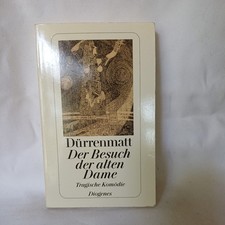 Dürrenmatt
Der Besuch
der alten
Dame
Tragische Komödie
Diogenes